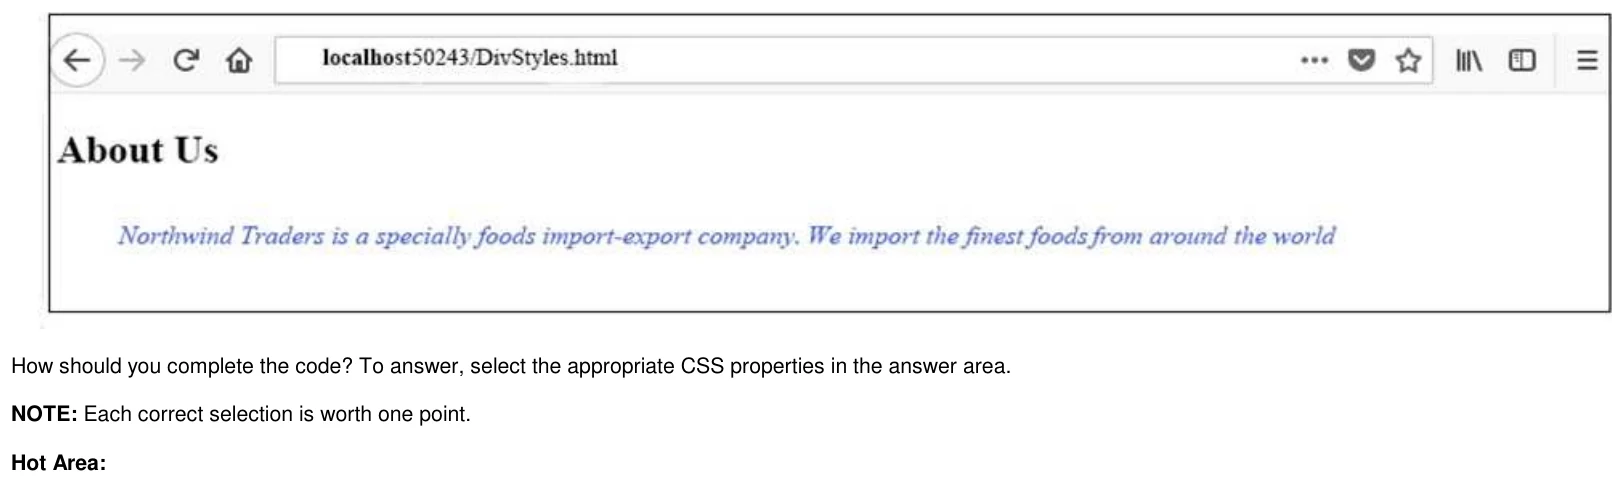 localhost50243/DivStyles.html
About Us
Northwind Traders is a specially foods import-export company. We import the finest foods from around the world
How should you complete the code? To answer, select the appropriate CSS properties in the answer area.
NOTE: Each correct selection is worth one point.
Hot Area: